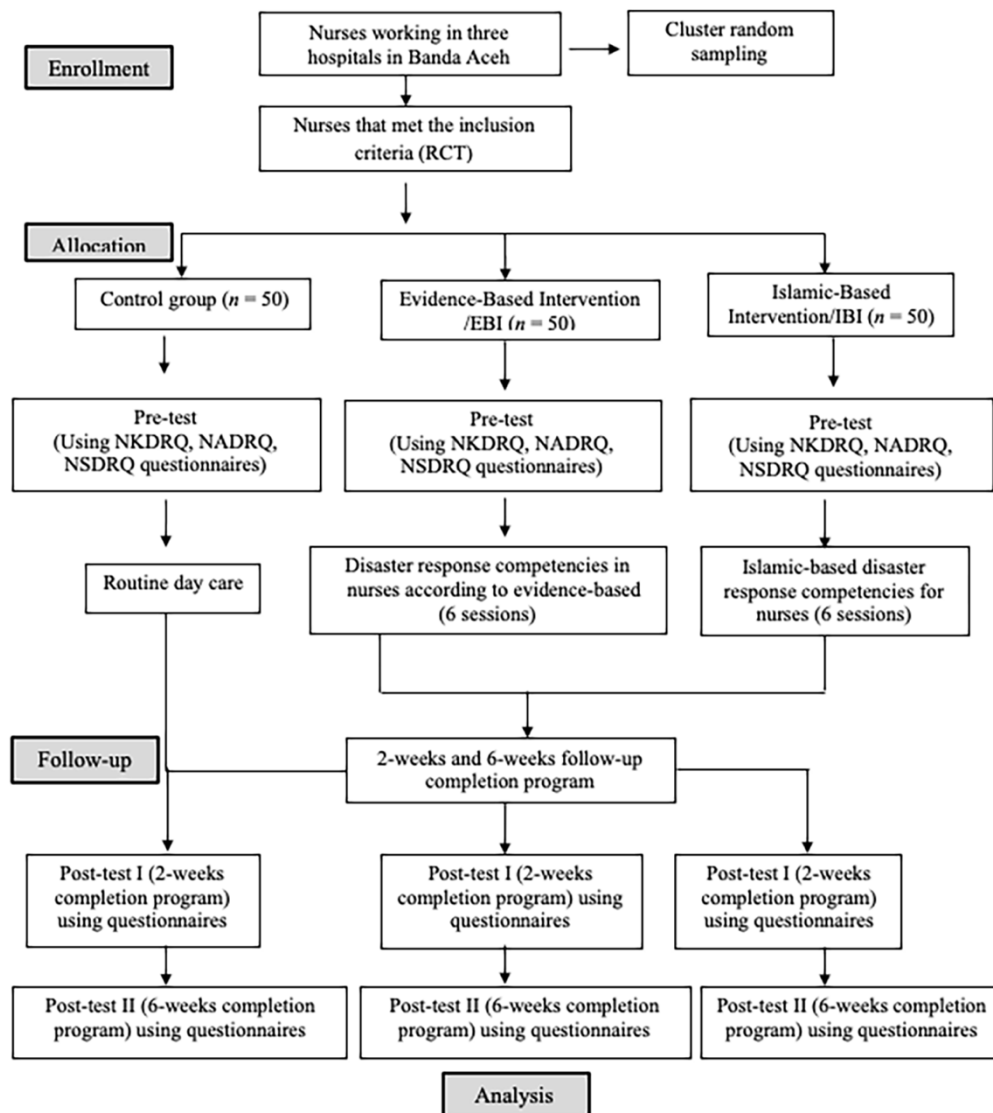 Enrollment
Nurses working in three
hospitals in Banda Aceh
Cluster random
sampling
Nurses that met the inclusion
criteria (RCT)
Allocation
Control group (n = 50)
Evidence-Based Intervention
/EBI (n = 50)
Islamic-Based
Intervention/IBI (n = 50)
Pre-test
(Using NKDRQ, NADRQ,
NSDRQ questionnaires)
Pre-test
(Using NKDRQ, NADRQ,
NSDRQ questionnaires)
Pre-test
(Using NKDRQ, NADRQ,
NSDRQ questionnaires)
Routine day care
Disaster response competencies in
nurses according to evidence-based
(6 sessions)
Islamic-based disaster
response competencies for
nurses (6 sessions)
Follow-up
2-weeks and 6-weeks follow-up
completion program
Post-test I (2-weeks
completion program)
using questionnaires
Post-test I (2-weeks
completion program) using
questionnaires
Post-test I (2-weeks
completion program)
using questionnaires
Post-test II (6-weeks completion
program) using questionnaires
Post-test II (6-weeks completion
program) using questionnaires
Post-test II (6-weeks completion
program) using questionnaires
Analysis